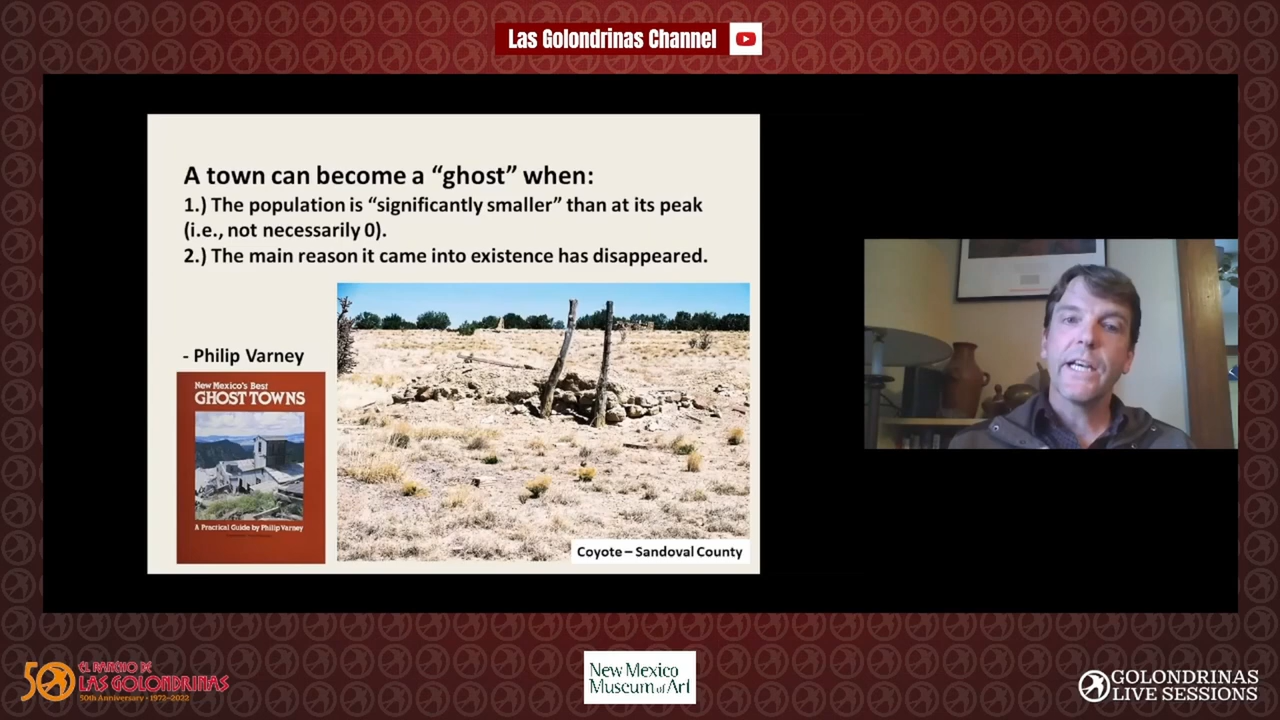 Las Golondrinas Channel
A town can become a “ghost” when:
1.) The population is “significantly smaller” than at its peak
(i.e., not necessarily 0).
2.) The main reason it came into existence has disappeared.
- Philip Varney
New Mexico's Best
GHOST TOWNS
A Practical Guide by Philip Varney
Coyote – Sandoval County
50
EL RANCHO DE
LAS GOLONDRINAS
50th Anniversary • 1972–2022
New Mexico
Museum of Art
GOLONDRINAS
LIVE SESSIONS